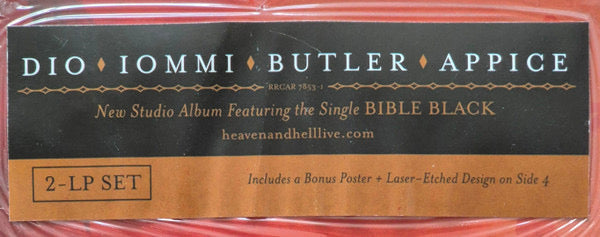 DIO ♦ IOMMI ♦ BUTLER ♦ APPICE
RRCAR 7853-1
New Studio Album Featuring the Single BIBLE BLACK
heavenandhelllive.com
2-LP SET
Includes a Bonus Poster + Laser-Etched Design on Side 4